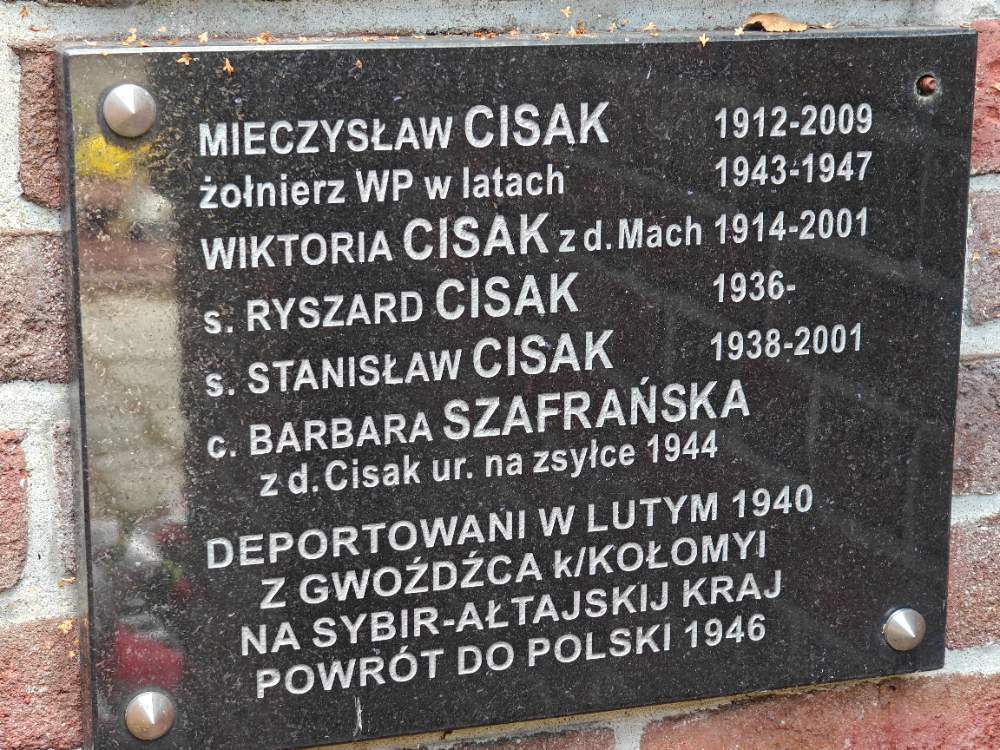 MIECZYSŁAW CISAK 1912-2009
żołnierz WP w latach 1943-1947
WIKTORIA CISAK z d. Mach 1914-2001
s. RYSZARD CISAK 1936-
s. STANISŁAW CISAK 1938-2001
c. BARBARA SZAFRAŃSKA
z d. Cisak ur. na zsyłce 1944
DEPORTOWANI W LUTYM 1940
Z GWOŹDŹCA k/KOŁOMYI
NA SYBIR-AŁTAJSKIJ KRAJ
POWRÓT DO POLSKI 1946